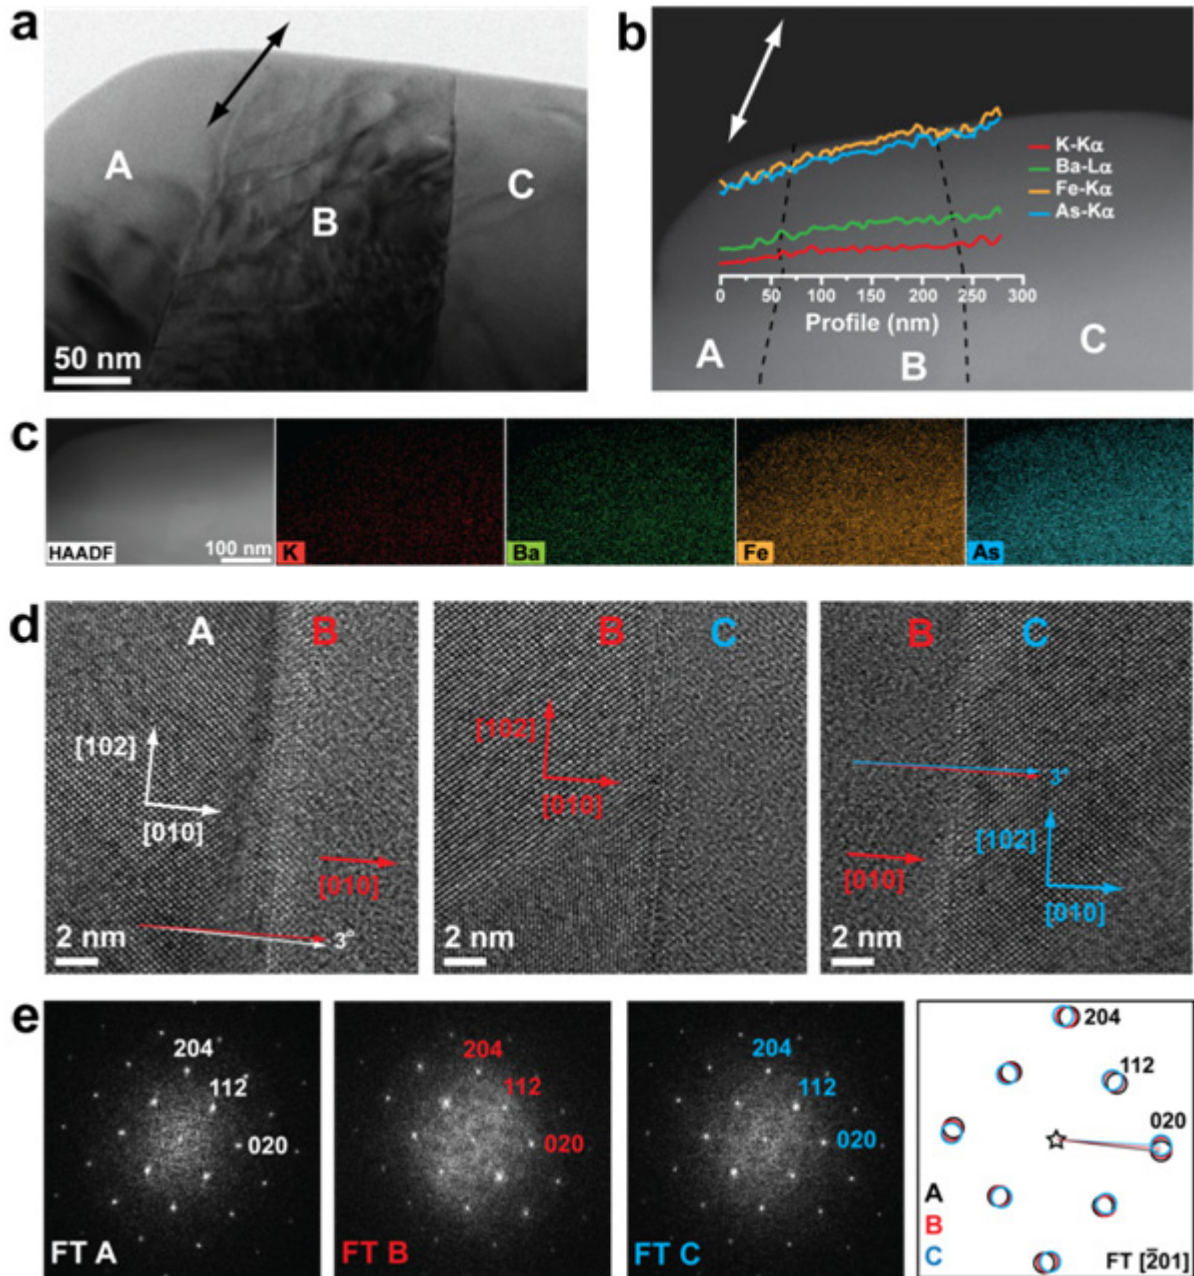 a
A
B
C
50 nm
b
K-Kα
Ba-Lα
Fe-Kα
As-Kα
0 50 100 150 200 250 300
Profile (nm)
A
B
C
c
HAADF
100 nm
K
Ba
Fe
As
d
A
B
[102]
[010]
[010]
3°
2 nm
B
C
[102]
[010]
2 nm
B
C
3°
[102]
[010]
[010]
2 nm
e
204
112
020
FT A
204
112
020
FT B
204
112
020
FT C
204
112
020
A
B
C
FT [2̅01]